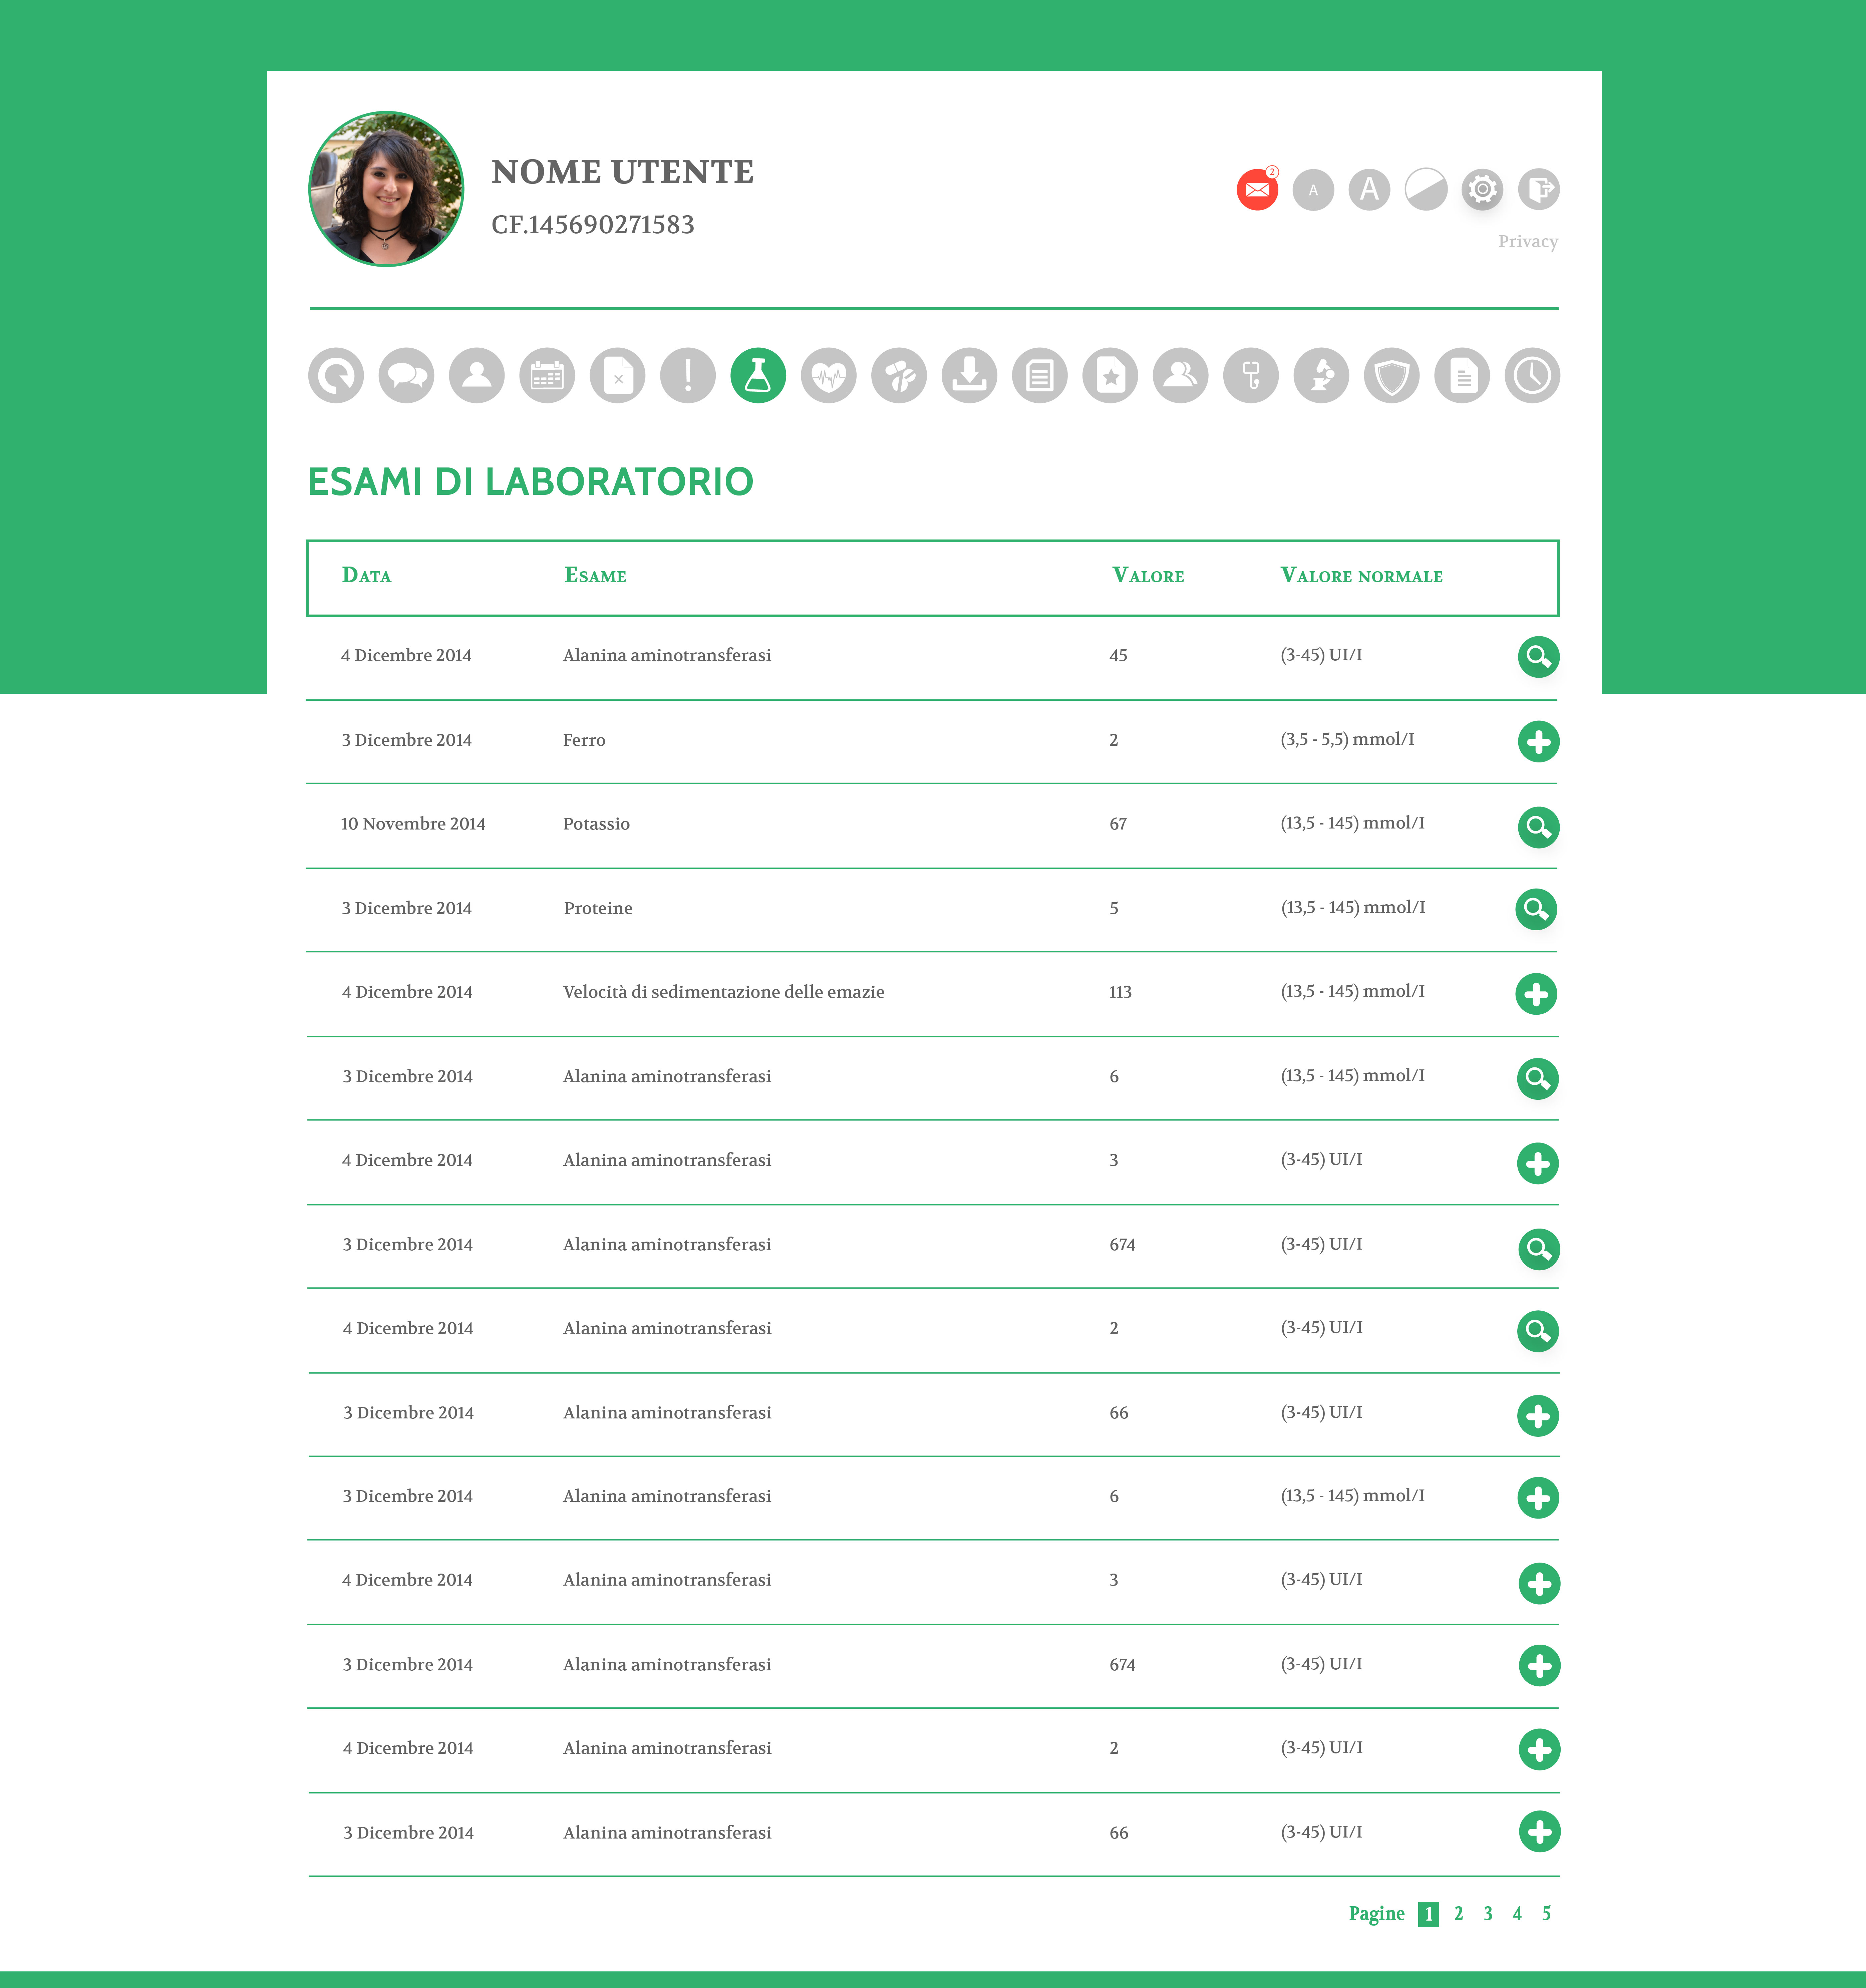 NOME UTENTE
CF.145690271583
2
A A
Privacy
ESAMI DI LABORATORIO
Data Esame Valore Valore normale
4 Dicembre 2014 Alanina aminotransferasi 45 (3-45) UI/I
3 Dicembre 2014 Ferro 2 (3,5 - 5,5) mmol/I
10 Novembre 2014 Potassio 67 (13,5 - 145) mmol/I
3 Dicembre 2014 Proteine 5 (13,5 - 145) mmol/I
4 Dicembre 2014 Velocità di sedimentazione delle emazie 113 (13,5 - 145) mmol/I
3 Dicembre 2014 Alanina aminotransferasi 6 (13,5 - 145) mmol/I
4 Dicembre 2014 Alanina aminotransferasi 3 (3-45) UI/I
3 Dicembre 2014 Alanina aminotransferasi 674 (3-45) UI/I
4 Dicembre 2014 Alanina aminotransferasi 2 (3-45) UI/I
3 Dicembre 2014 Alanina aminotransferasi 66 (3-45) UI/I
3 Dicembre 2014 Alanina aminotransferasi 6 (13,5 - 145) mmol/I
4 Dicembre 2014 Alanina aminotransferasi 3 (3-45) UI/I
3 Dicembre 2014 Alanina aminotransferasi 674 (3-45) UI/I
4 Dicembre 2014 Alanina aminotransferasi 2 (3-45) UI/I
3 Dicembre 2014 Alanina aminotransferasi 66 (3-45) UI/I
Pagine 1 2 3 4 5